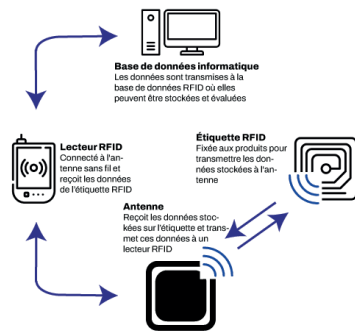 Base de données informatique
Les données sont transmises à la
base de données RFID où elles
peuvent être stockées et évaluées
Lecteur RFID
Connecté à l'an-
tenne sans fil et
reçoit les données
de l'étiquette RFID
Étiquette RFID
Fixée aux produits pour
transmettre les don-
nées stockées à l'an-
tenne
Antenne
Reçoit les données stoc-
kées sur l'étiquette et trans-
met ces données à un
lecteur RFID